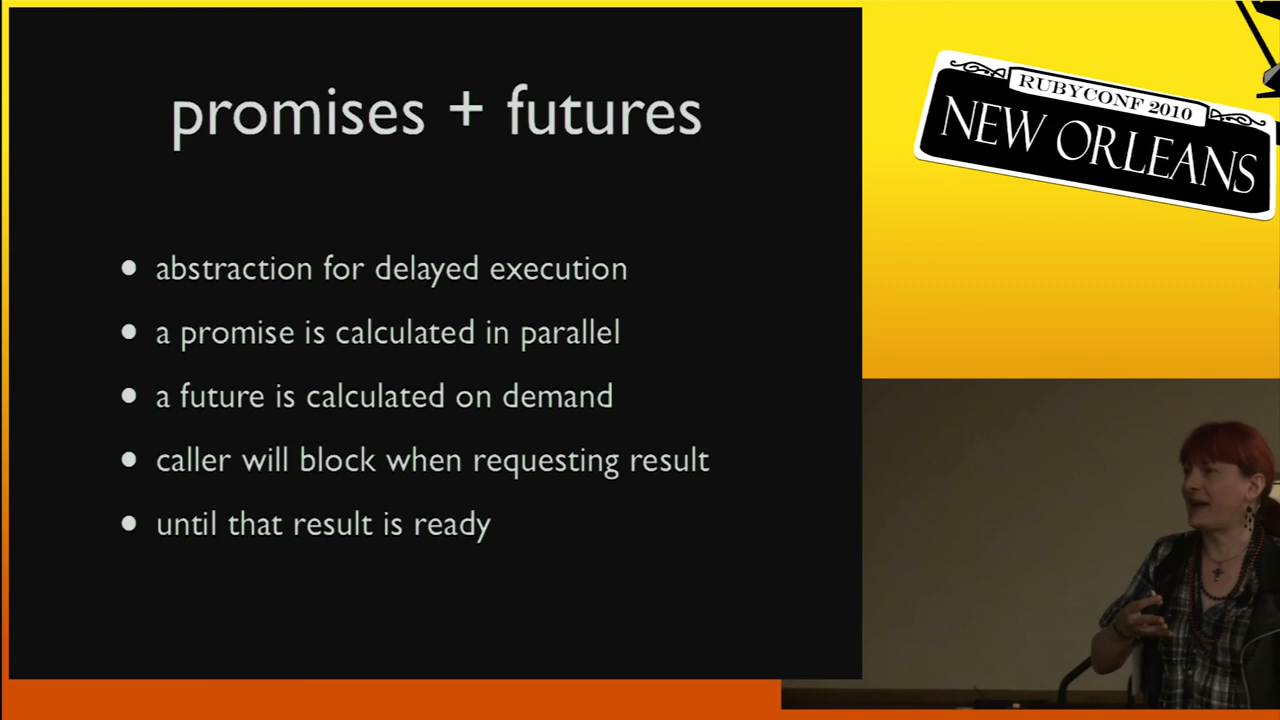 promises + futures
abstraction for delayed execution
a promise is calculated in parallel
a future is calculated on demand
caller will block when requesting result
until that result is ready
RUBYCONF 2010
NEW ORLEANS